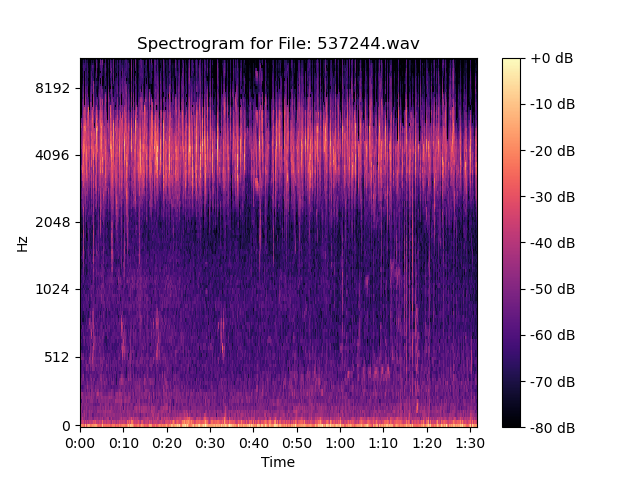 Spectrogram for File: 537244.wav
Hz
8192
4096
2048
1024
512
0
0:00 0:10 0:20 0:30 0:40 0:50 1:00 1:10 1:20 1:30
Time
+0 dB
-10 dB
-20 dB
-30 dB
-40 dB
-50 dB
-60 dB
-70 dB
-80 dB